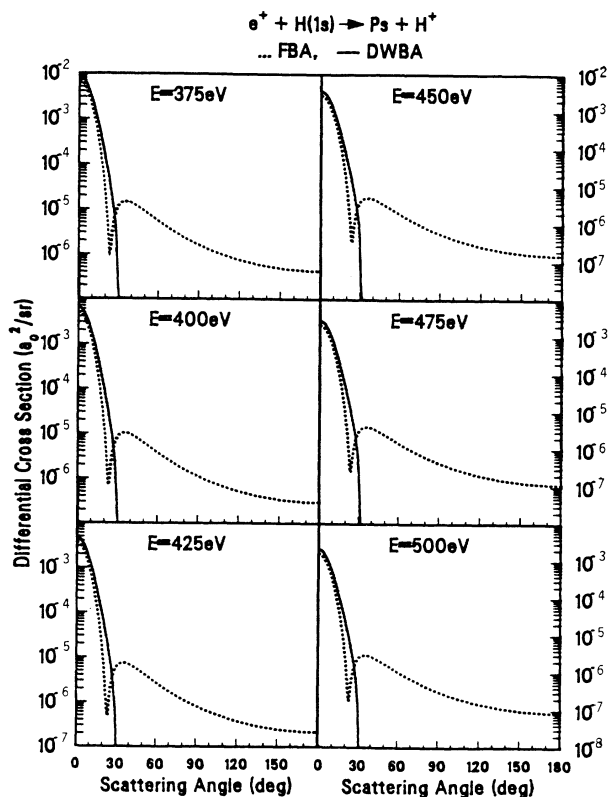 e⁺ + H(1s) → Ps + H⁺
... FBA, — DWBA
10⁻² 10⁻²
E=375eV E=450eV
10⁻³ 10⁻³
10⁻⁴ 10⁻⁴
10⁻⁵ 10⁻⁵
10⁻⁶ 10⁻⁶
10⁻⁷
E=400eV E=475eV
10⁻³ 10⁻³
10⁻⁴ 10⁻⁴
10⁻⁵ 10⁻⁵
10⁻⁶ 10⁻⁶
10⁻⁷
E=425eV E=500eV
10⁻³ 10⁻³
10⁻⁴ 10⁻⁴
10⁻⁵ 10⁻⁵
10⁻⁶ 10⁻⁶
10⁻⁷ 10⁻⁷
10⁻⁸
Differential Cross Section (a₀²/sr)
0 30 60 90 120 150 0 30 60 90 120 150 180
Scattering Angle (deg) Scattering Angle (deg)